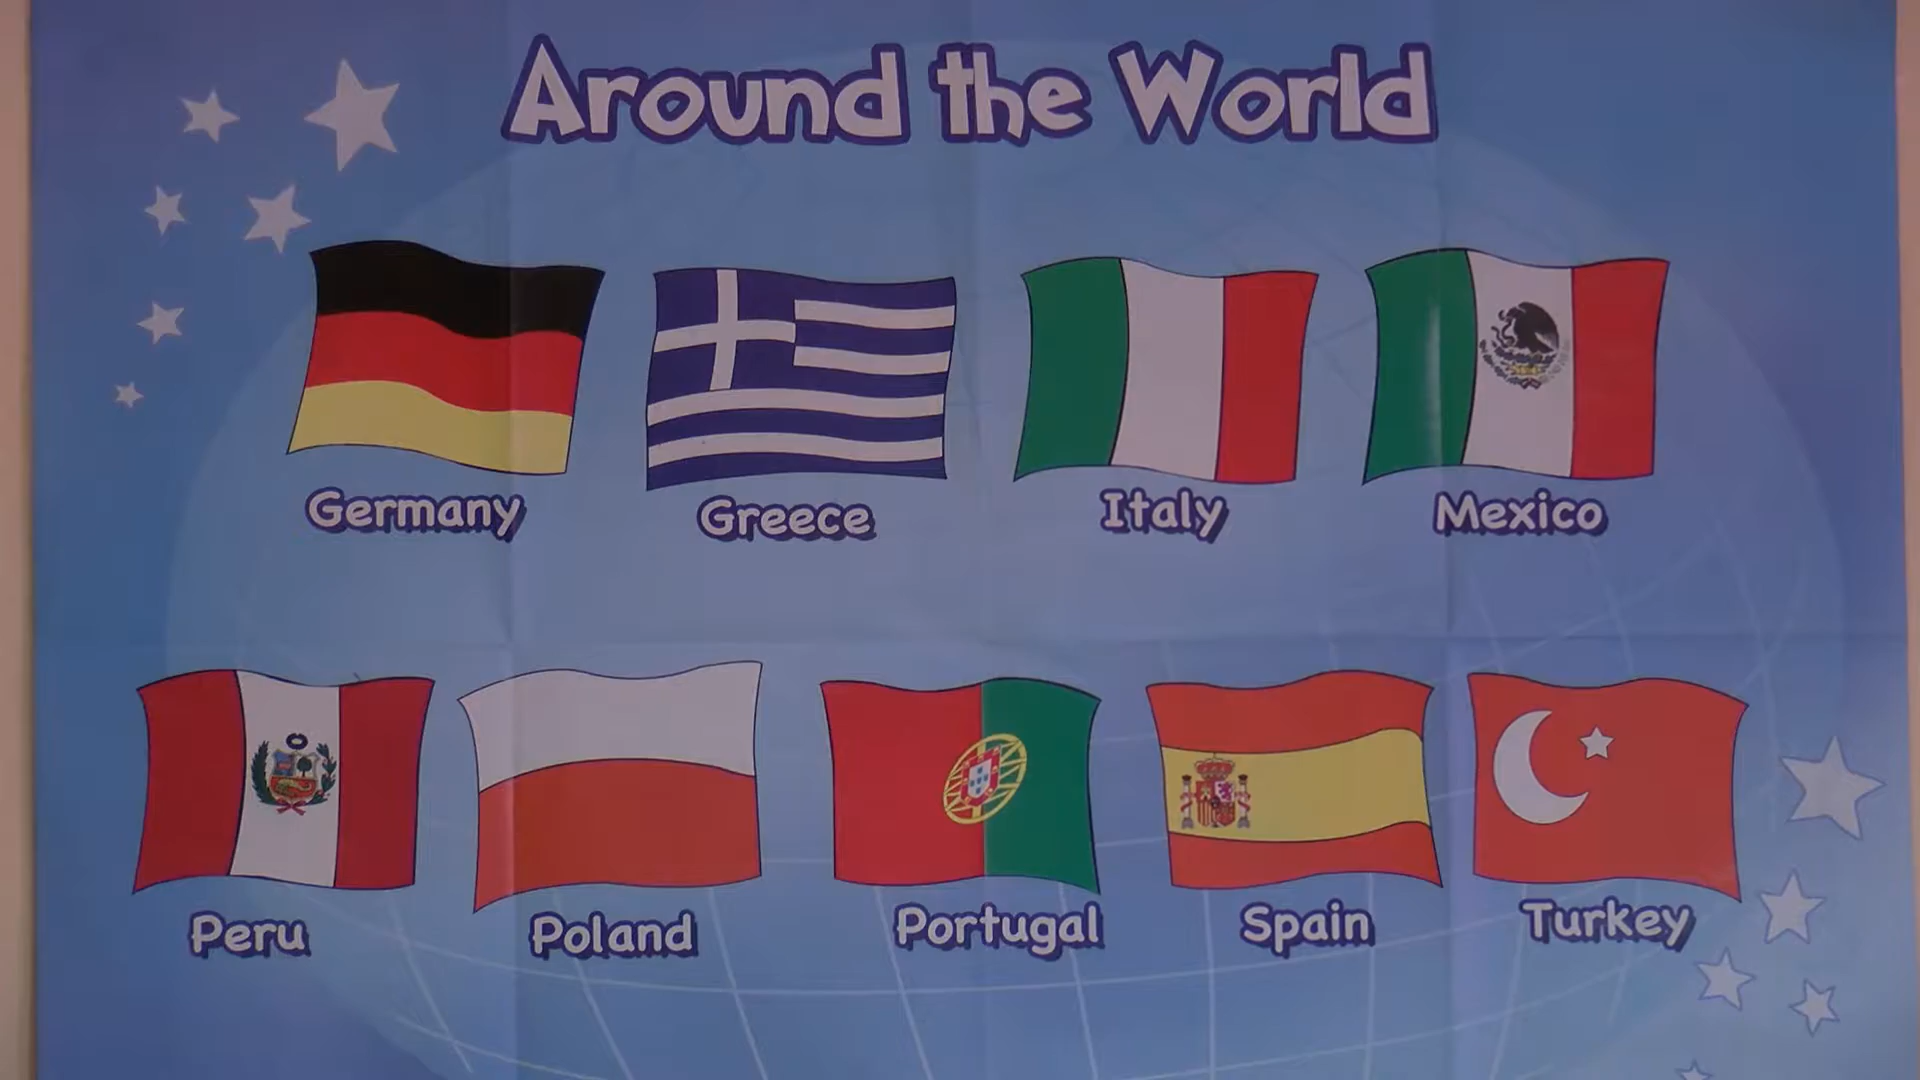 Around the World
Germany
Greece
Italy
Mexico
Peru
Poland
Portugal
Spain
Turkey